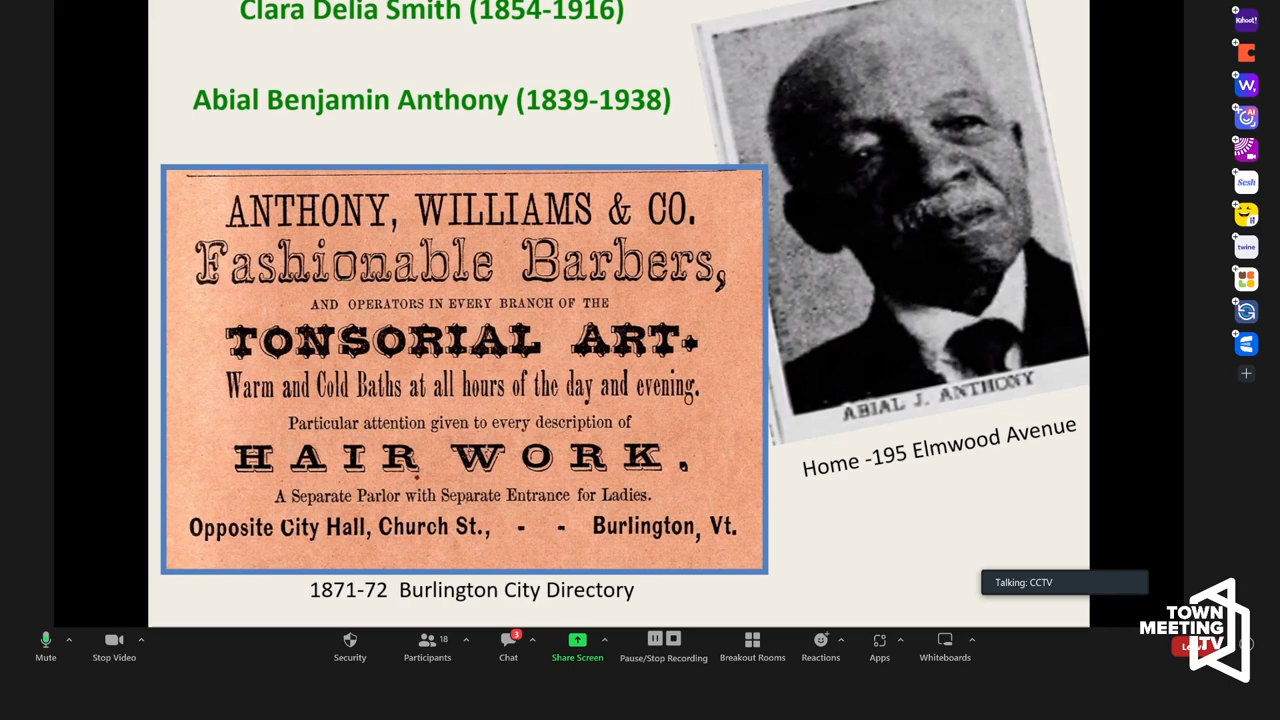 Clara Delia Smith (1854-1916)
Abial Benjamin Anthony (1839-1938)
ANTHONY, WILLIAMS & CO.
Fashionable Barbers,
AND OPERATORS IN EVERY BRANCH OF THE
TONSORIAL ART.
Warm and Cold Baths at all hours of the day and evening.
Particular attention given to every description of
HAIR WORK.
A Separate Parlor with Separate Entrance for Ladies.
Opposite City Hall, Church St., - - Burlington, Vt.
1871-72 Burlington City Directory
ABIAL J. ANTHONY
Home -195 Elmwood Avenue
Talking: CCTV
Kahoot!
W,
AI
Sesh
twine
TOWN
MEETING
TV
18
3
Mute
Stop Video
Security
Participants
Chat
Share Screen
Pause/Stop Recording
Breakout Rooms
Reactions
Apps
Whiteboards